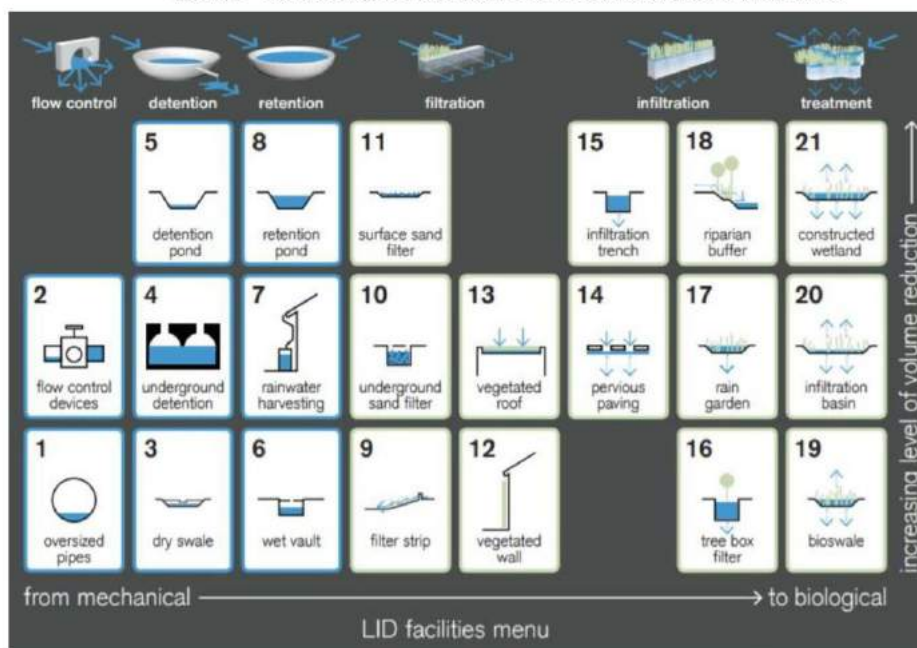 flow control
detention
retention
filtration
infiltration
treatment
5
detention
pond
8
retention
pond
11
surface sand
filter
15
infiltration
trench
18
riparian
buffer
21
constructed
wetland
2
flow control
devices
4
underground
detention
7
rainwater
harvesting
10
underground
sand filter
13
vegetated
roof
14
pervious
paving
17
rain
garden
20
infiltration
basin
1
oversized
pipes
3
dry swale
6
wet vault
9
filter strip
12
vegetated
wall
16
tree box
filter
19
bioswale
increasing level of volume reduction
from mechanical
to biological
LID facilities menu